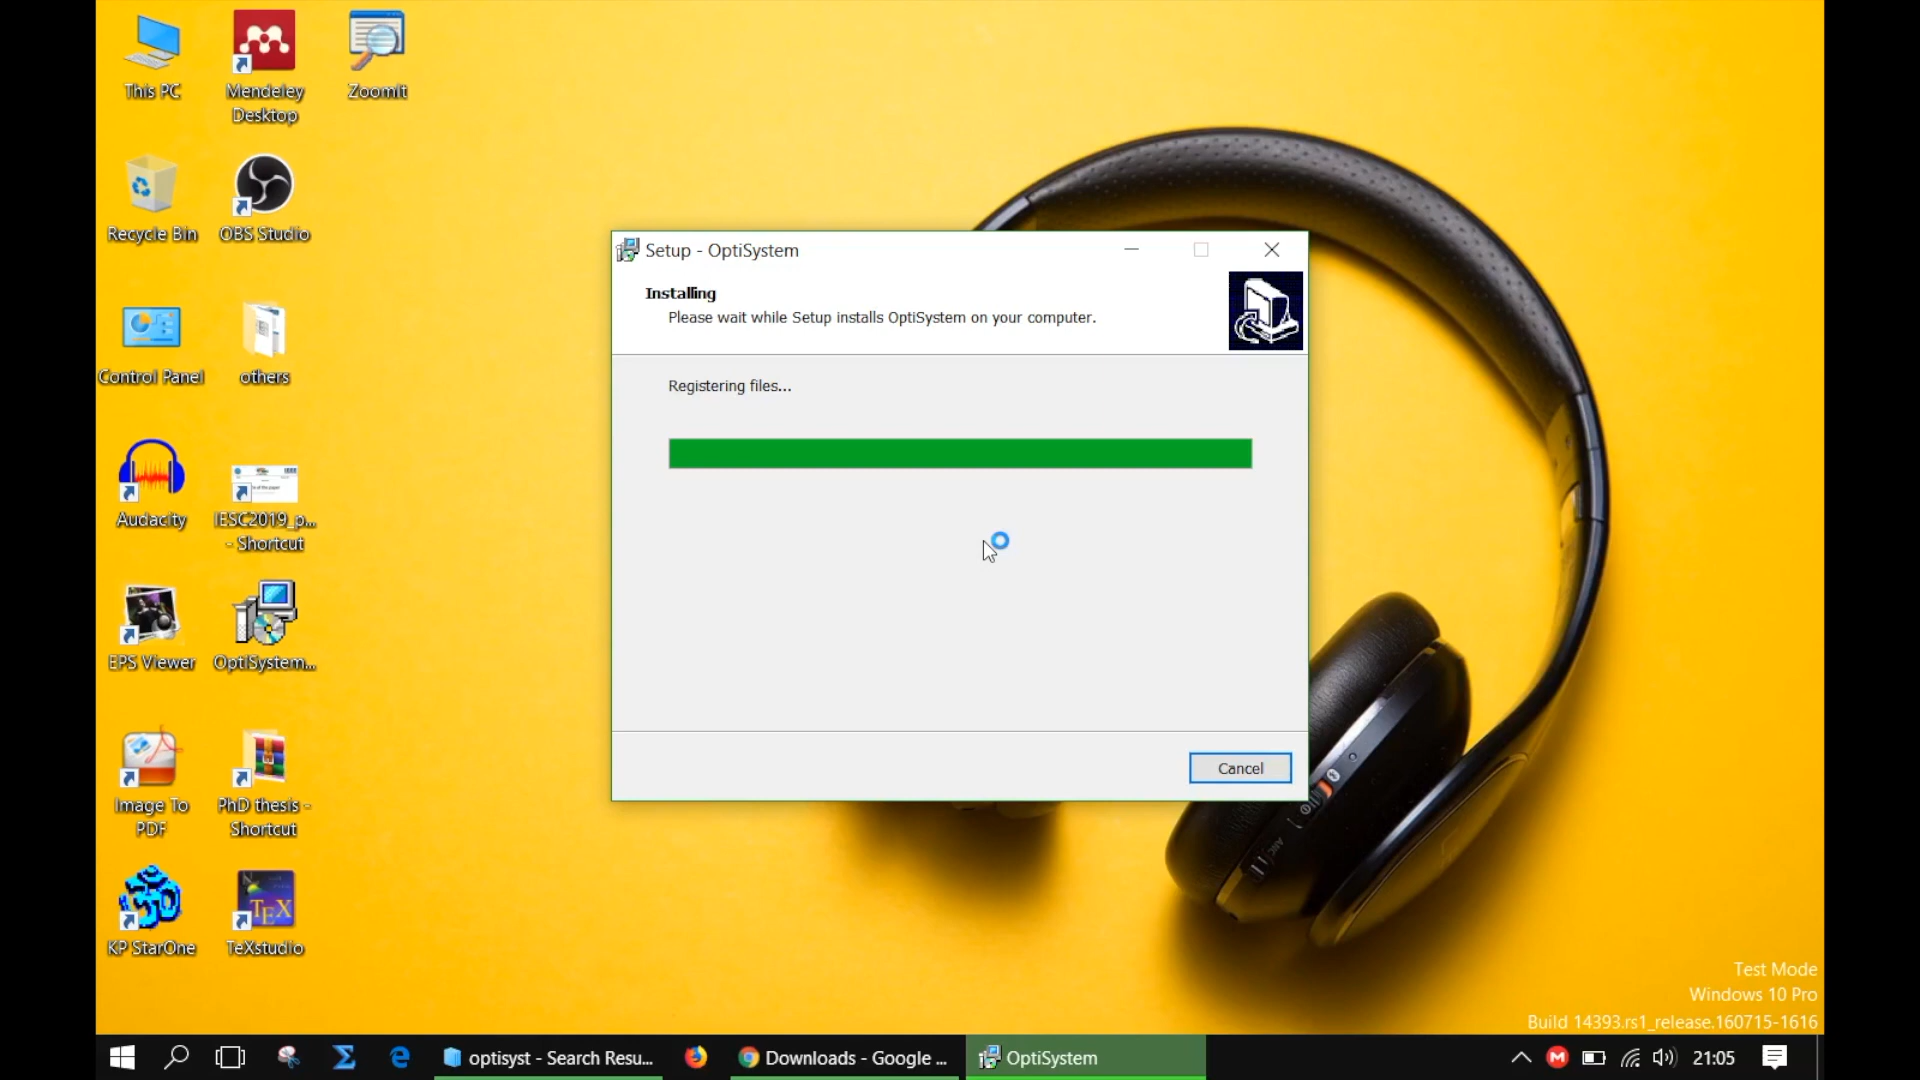 This PC
Mendeley
Desktop
ZoomIt
Recycle Bin
OBS Studio
Control Panel
others
Audacity
IESC2019_p...
- Shortcut
EPS Viewer
OptiSystem...
Image To
PDF
PhD thesis -
Shortcut
KP StarOne
TEX
TeXstudio
Setup - OptiSystem
Installing
Please wait while Setup installs OptiSystem on your computer.
Registering files...
Cancel
Test Mode
Windows 10 Pro
Build 14393.rs1_release.160715-1616
optisyst - Search Resu...
Downloads - Google ...
OptiSystem
21:05